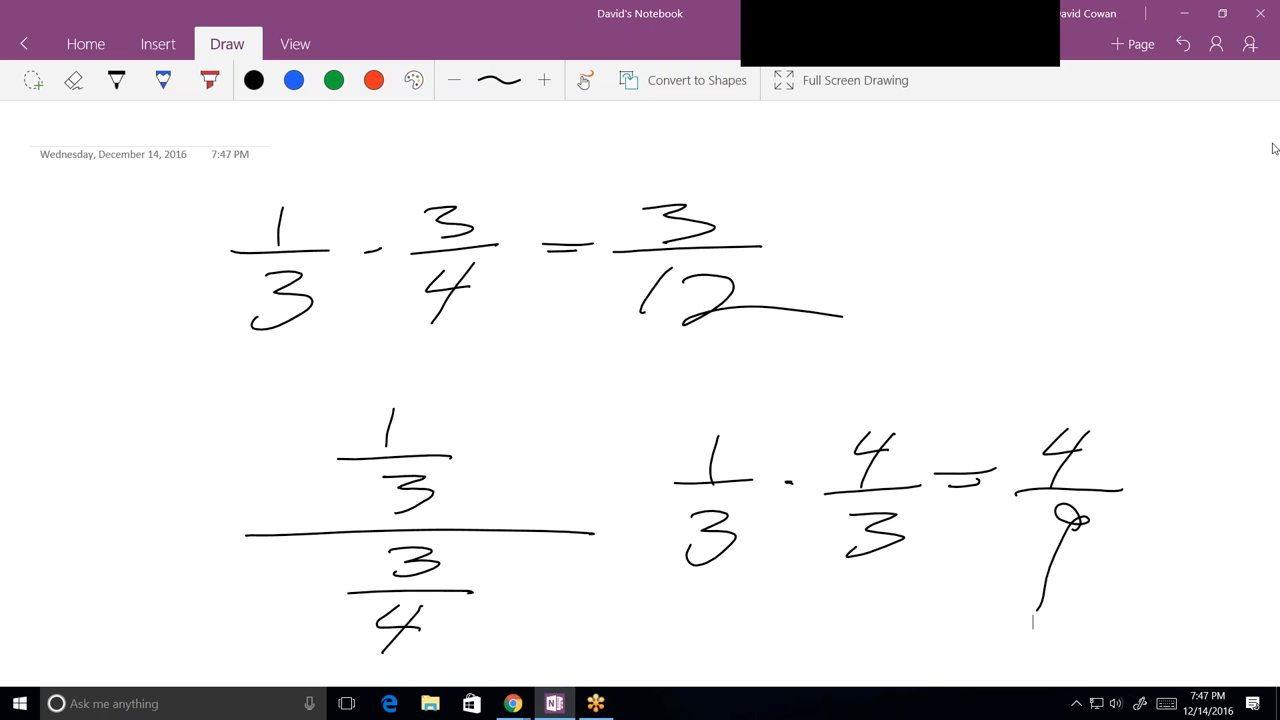 David's Notebook
David Cowan
Home Insert Draw View
Page
Convert to Shapes
Full Screen Drawing
Wednesday, December 14, 2016 7:47 PM
1/3 · 3/4 = 3/12
1/3 / 3/4
1/3 · 4/3 = 4/9
Ask me anything
7:47 PM
12/14/2016